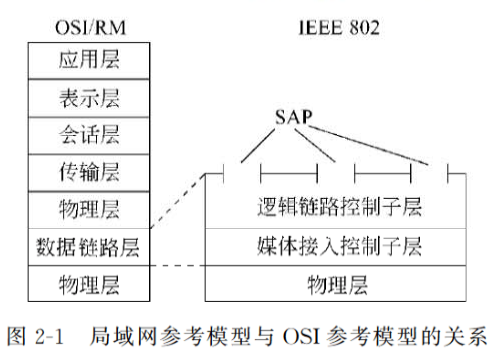 OSI/RM
IEEE 802
应用层
表示层
会话层
传输层
物理层
数据链路层
物理层
SAP
逻辑链路控制子层
媒体接入控制子层
物理层
图 2-1 局域网参考模型与 OSI 参考模型的关系